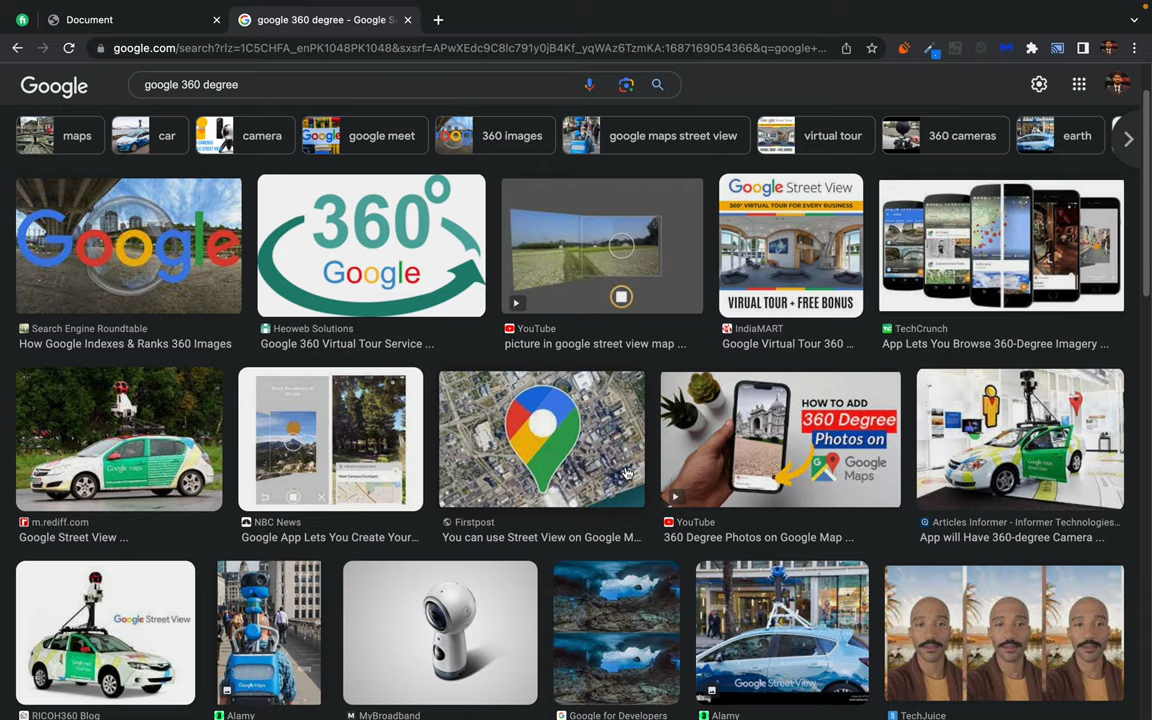 Document
google 360 degree - Google S
google.com/search?rlz=1C5CHFA_enPK1048PK1048&sxsrf=APwXEdc9C8lc791y0jB4Kf_yqWAz6TzmKA:1687169054366&q=google+...
Google
google 360 degree
maps
car
camera
google meet
360 images
google maps street view
virtual tour
360 cameras
earth
Google
360°
Google
Google Street View
360° VIRTUAL TOUR FOR EVERY BUSINESS
VIRUAL TOUR + FREE BONUS
Search Engine Roundtable
How Google Indexes & Ranks 360 Images
Heoweb Solutions
Google 360 Virtual Tour Service ...
YouTube
picture in google street view map ...
IndiaMART
Google Virtual Tour 360 ...
TechCrunch
App Lets You Browse 360-Degree Imagery ...
Google maps
HOW TO ADD
360 Degree
Photos on
Google
Maps
m.rediff.com
Google Street View ...
NBC News
Google App Lets You Create Your...
Firstpost
You can use Street View on Google M...
YouTube
360 Degree Photos on Google Map ...
Articles Informer - Informer Technologies...
App will Have 360-degree Camera ...
Google Street View
Google Maps
Google Street View
RICOH360 Blog
Alamy
MyBroadband
Google for Developers
Alamy
TechJuice